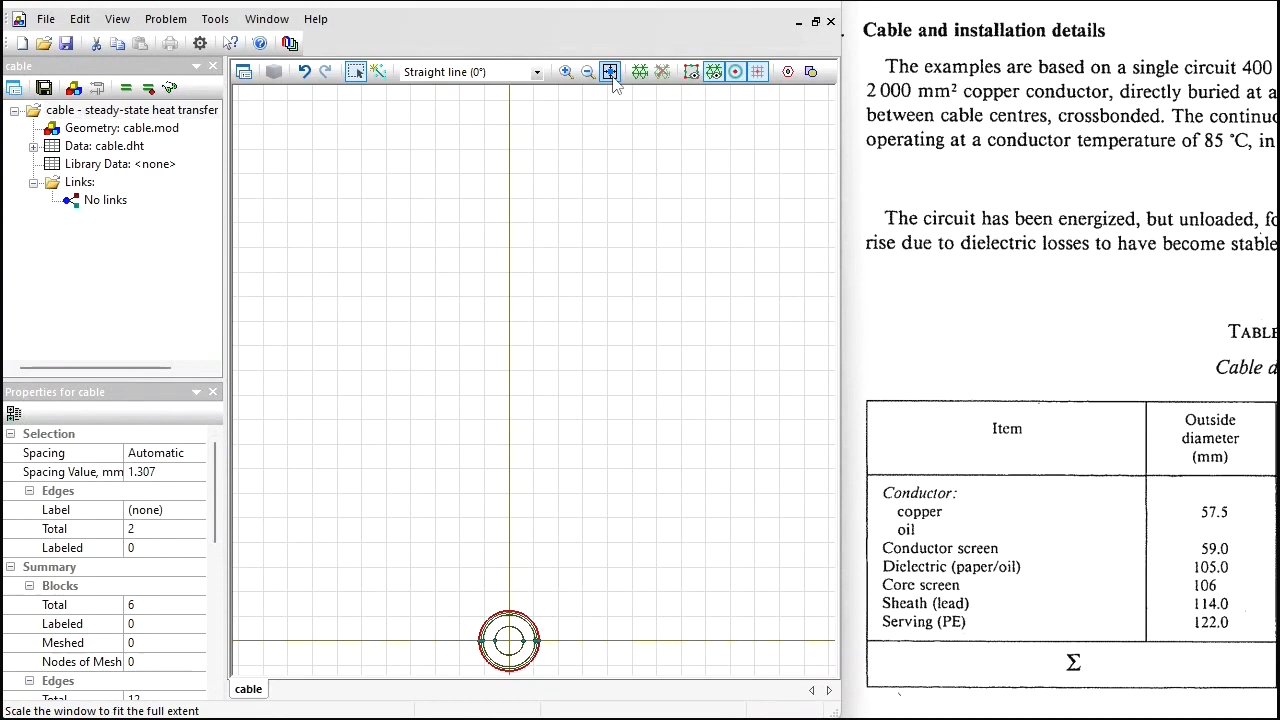 File Edit View Problem Tools Window Help
cable
Straight line (0°)
cable - steady-state heat transfer
Geometry: cable.mod
Data: cable.dht
Library Data: <none>
Links:
No links
Properties for cable
Selection
Spacing Automatic
Spacing Value, mm 1.307
Edges
Label (none)
Total 2
Labeled 0
Summary
Blocks
Total 6
Labeled 0
Meshed 0
Nodes of Mesh 0
Edges
Total 12
cable
Scale the window to fit the full extent
Cable and installation details
The examples are based on a single circuit 400
2 000 mm² copper conductor, directly buried at a
between cable centres, crossbonded. The continuo
operating at a conductor temperature of 85 °C, in
The circuit has been energized, but unloaded, fo
rise due to dielectric losses to have become stable
TABLE
Cable d
Item Outside
diameter
(mm)
Conductor:
copper 57.5
oil
Conductor screen 59.0
Dielectric (paper/oil) 105.0
Core screen 106
Sheath (lead) 114.0
Serving (PE) 122.0
Σ